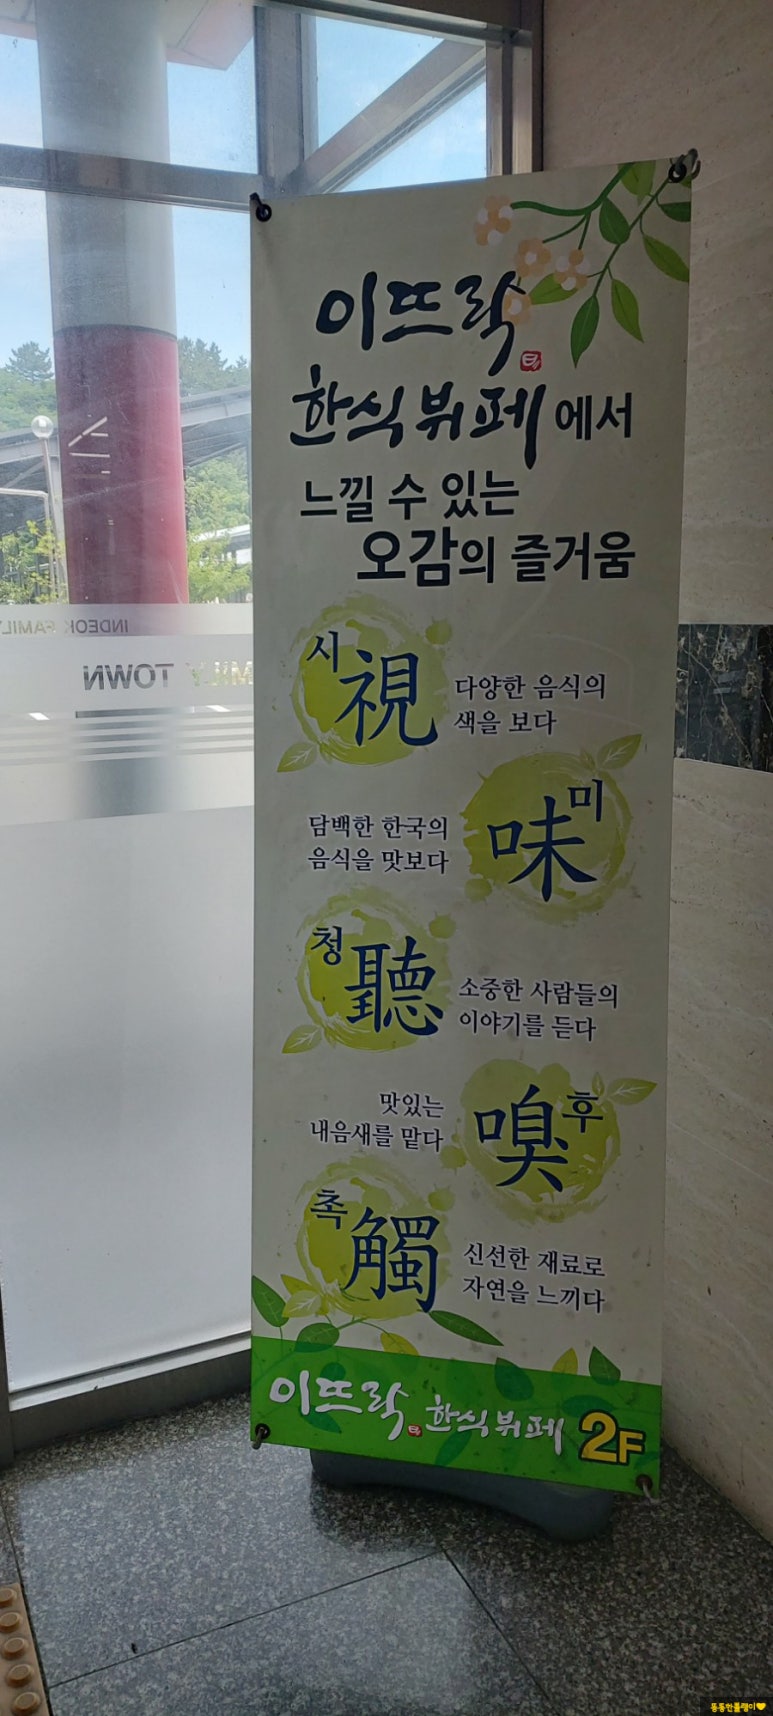 이뜨락
한식뷔페에서
느낄 수 있는
오감의 즐거움
시 視
다양한 음식의
색을 보다
미 味
담백한 한국의
음식을 맛보다
청 聽
소중한 사람들의
이야기를 듣다
후 嗅
맛있는
내음새를 맡다
촉 觸
신선한 재료로
자연을 느끼다
이뜨락 한식뷔페 2F
INDEOK FAMILY
MILY TOWN